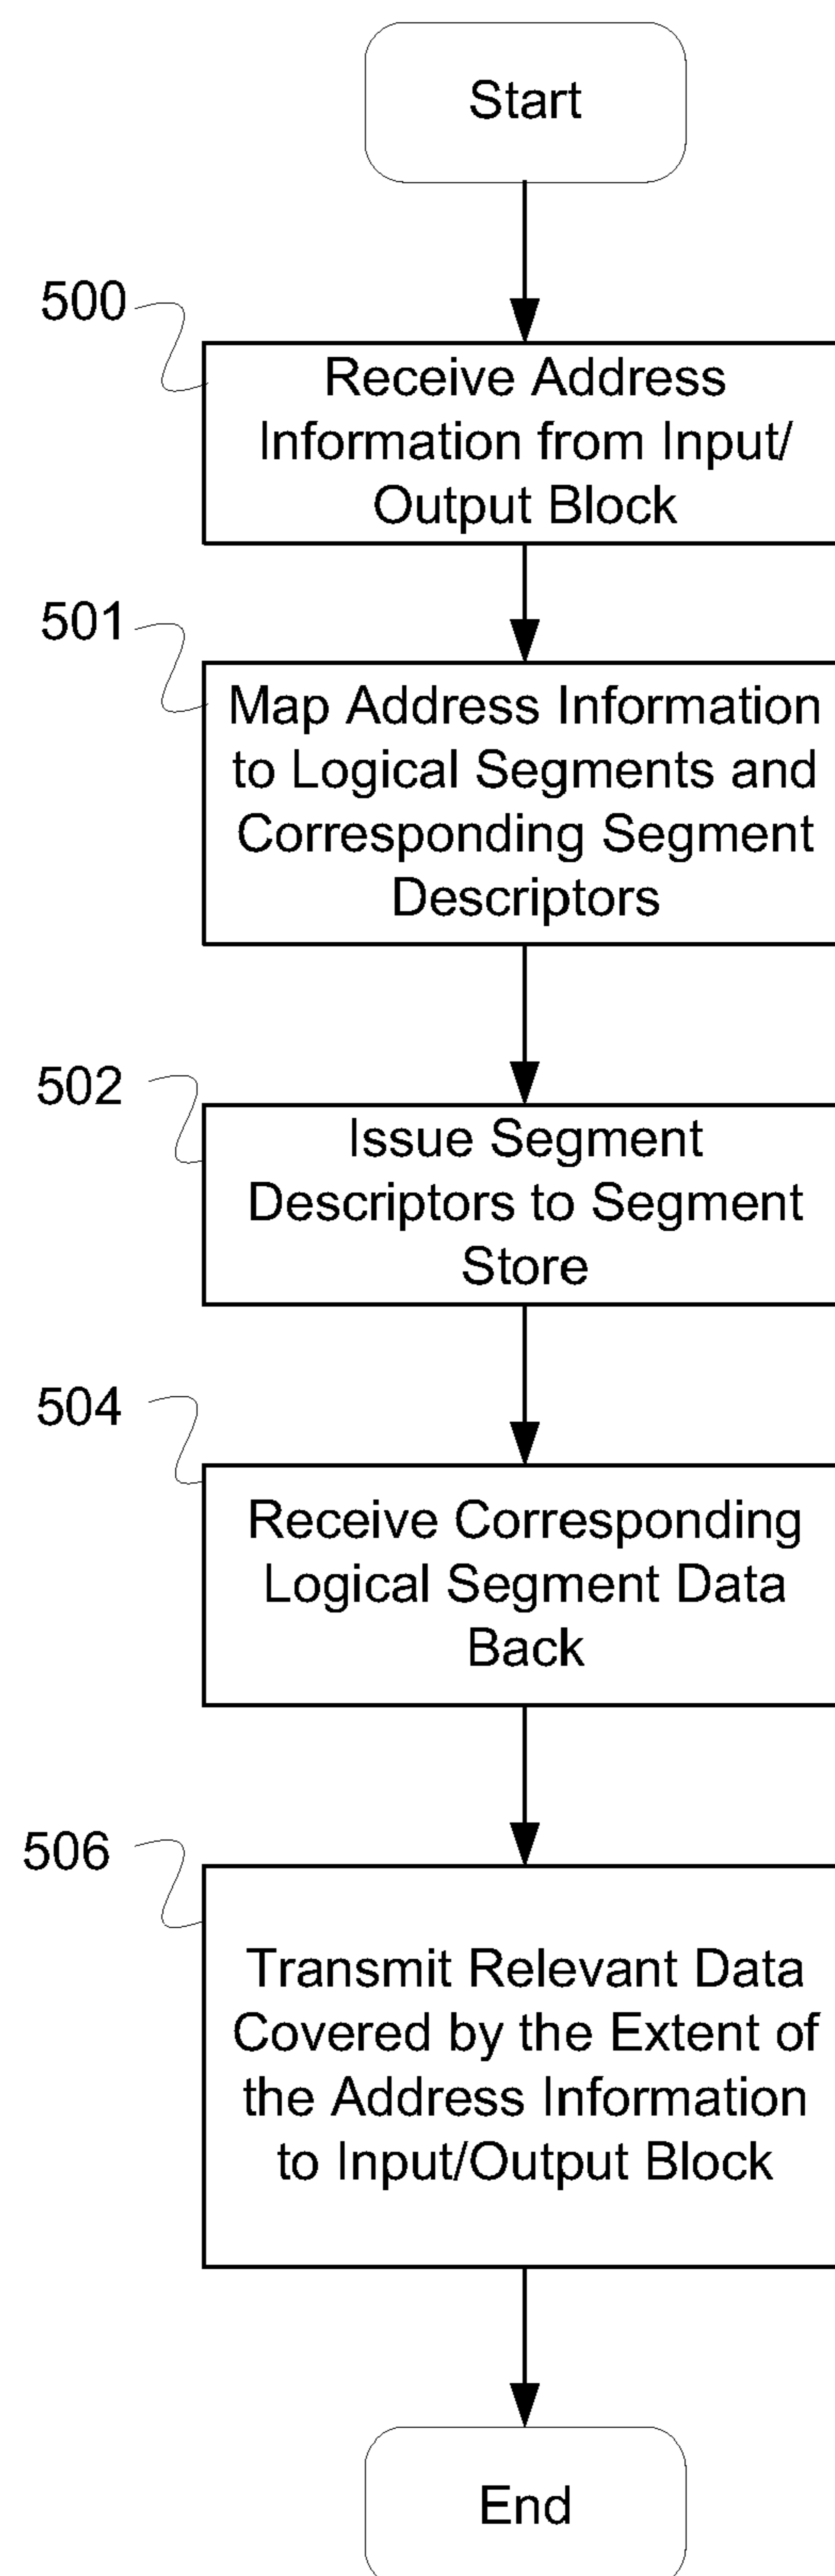 Start
500
Receive Address
Information from Input/
Output Block
501
Map Address Information
to Logical Segments and
Corresponding Segment
Descriptors
502
Issue Segment
Descriptors to Segment
Store
504
Receive Corresponding
Logical Segment Data
Back
506
Transmit Relevant Data
Covered by the Extent of
the Address Information
to Input/Output Block
End